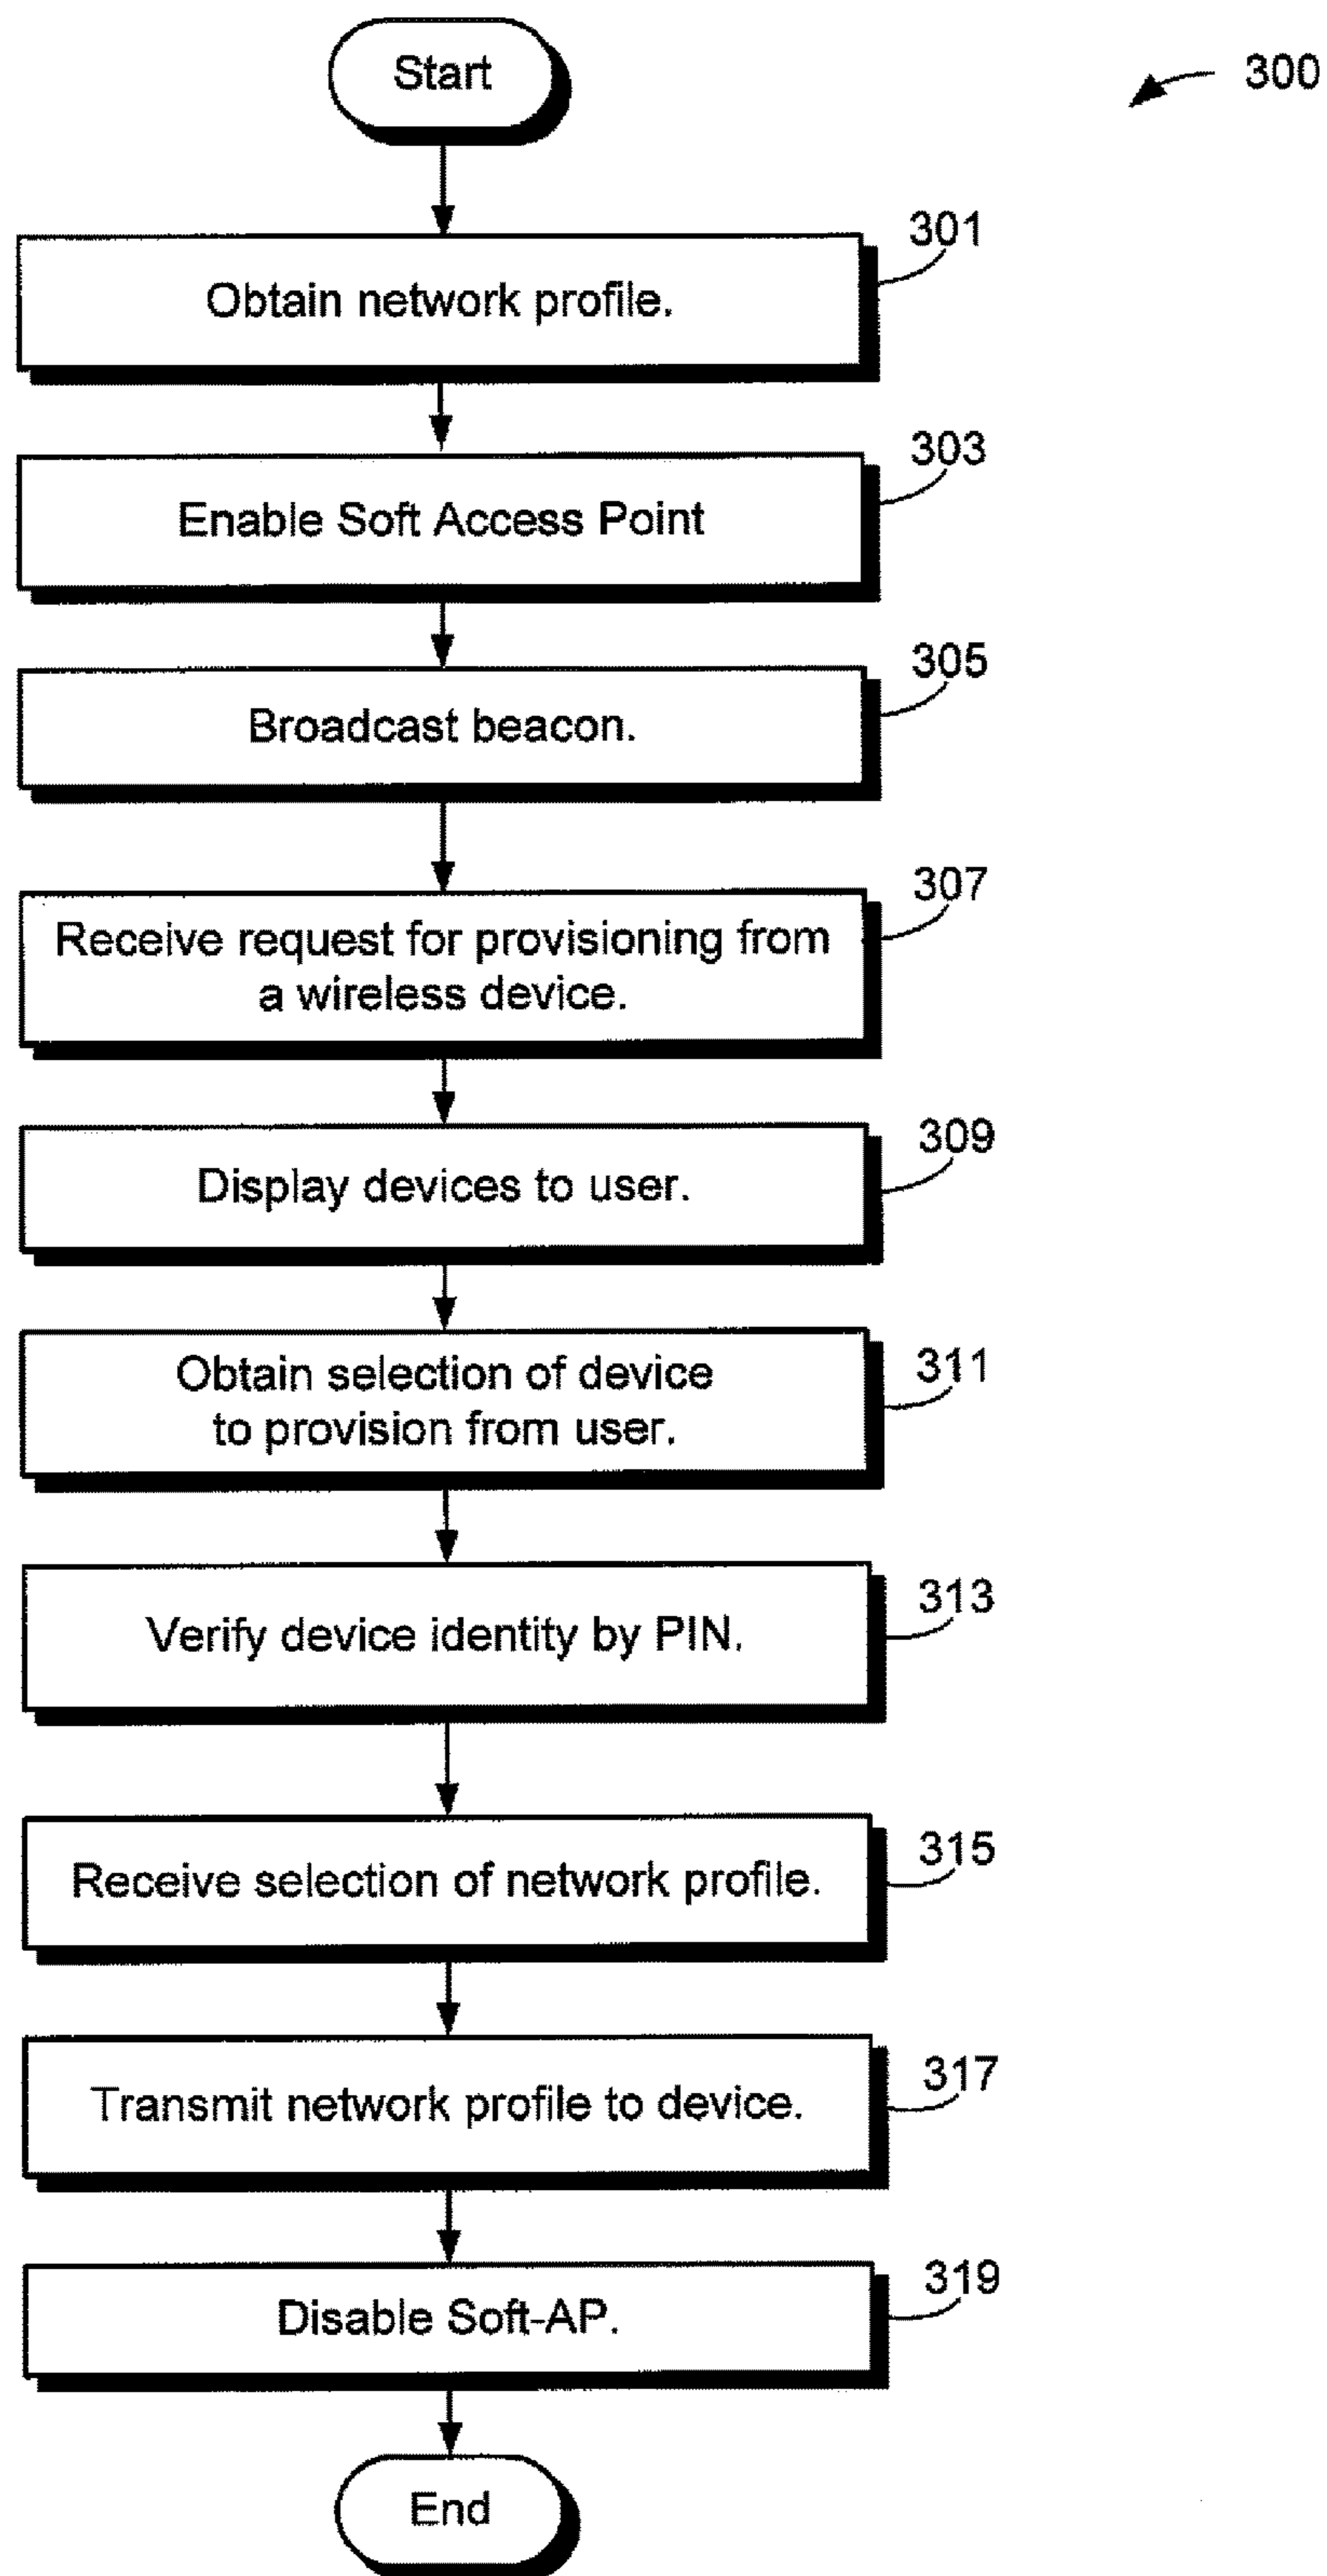 Start
300
301
Obtain network profile.
303
Enable Soft Access Point
305
Broadcast beacon.
307
Receive request for provisioning from
a wireless device.
309
Display devices to user.
311
Obtain selection of device
to provision from user.
313
Verify device identity by PIN.
315
Receive selection of network profile.
317
Transmit network profile to device.
319
Disable Soft-AP.
End